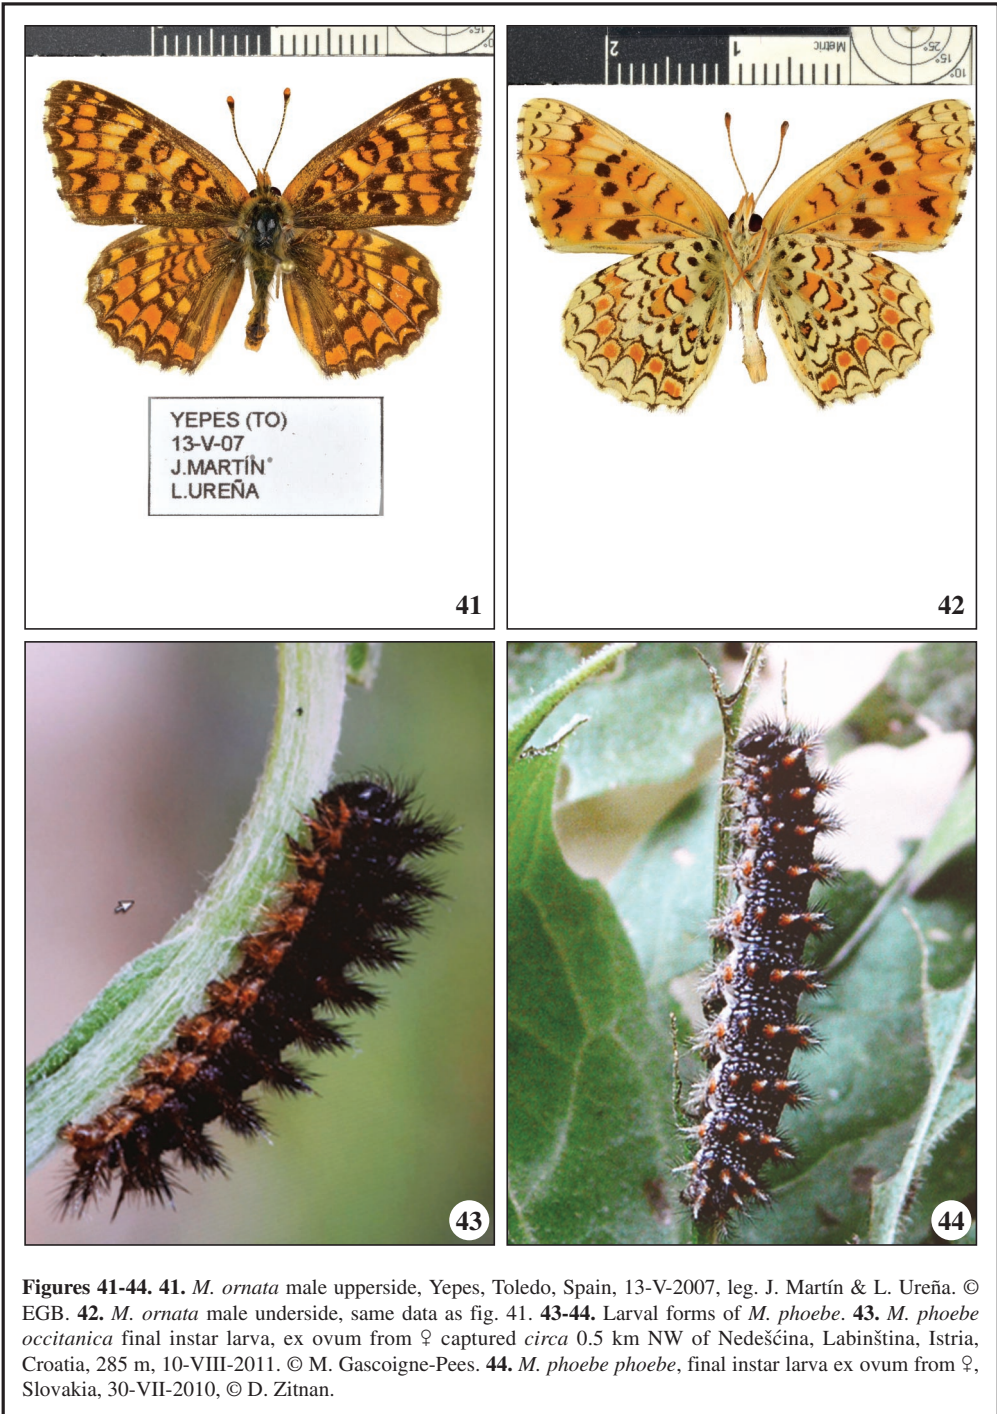 2
1
Metric
25°
15°
10°
YEPES (TO)
13-V-07
J.MARTÍN
L.UREÑA
41
42
43
44
Figures 41-44. 41. M. ornata male upperside, Yepes, Toledo, Spain, 13-V-2007, leg. J. Martín & L. Ureña. ©
EGB. 42. M. ornata male underside, same data as fig. 41. 43-44. Larval forms of M. phoebe. 43. M. phoebe
occitanica final instar larva, ex ovum from ♀ captured circa 0.5 km NW of Nedešćina, Labinština, Istria,
Croatia, 285 m, 10-VIII-2011. © M. Gascoigne-Pees. 44. M. phoebe phoebe, final instar larva ex ovum from ♀,
Slovakia, 30-VII-2010, © D. Zitnan.